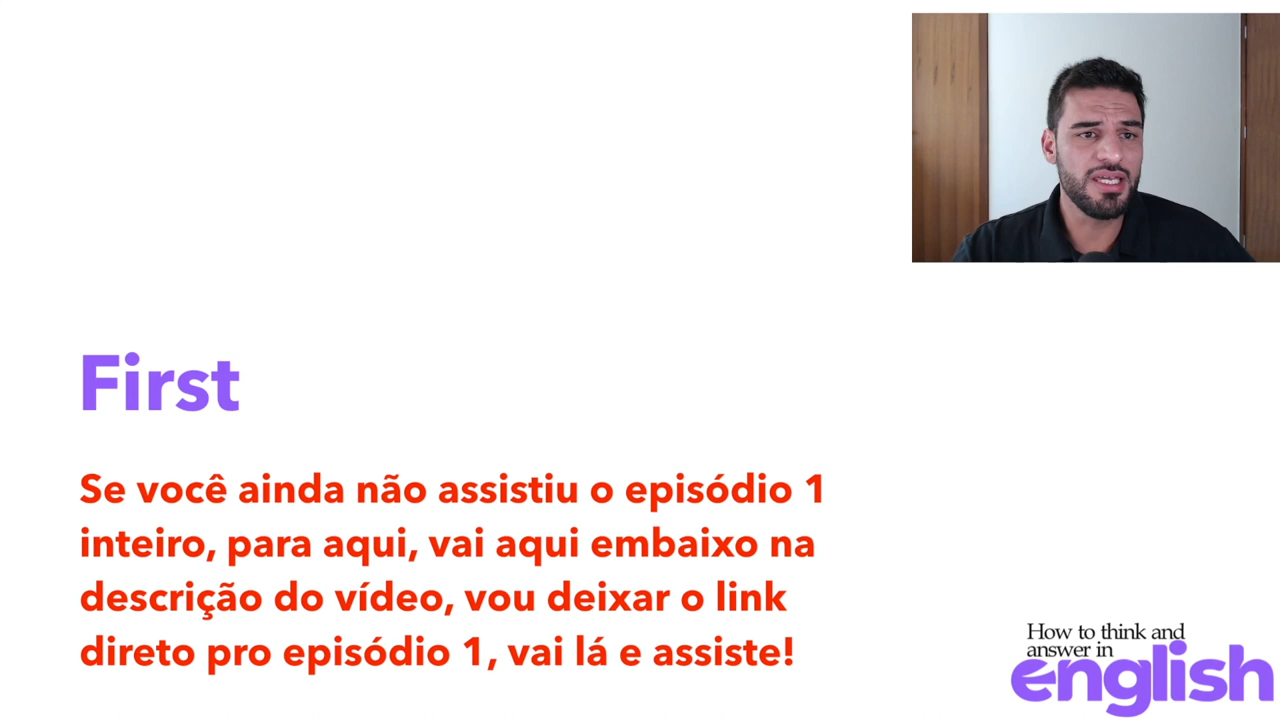 First
Se você ainda não assistiu o episódio 1
inteiro, para aqui, vai aqui embaixo na
descrição do vídeo, vou deixar o link
direto pro episódio 1, vai lá e assiste!
How to think and
answer in
english